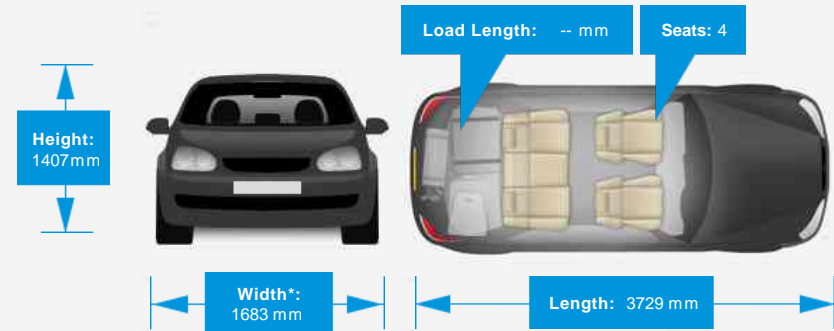 Load Length: -- mm
Seats: 4
Height:
1407mm
Width*:
1683 mm
Length: 3729 mm